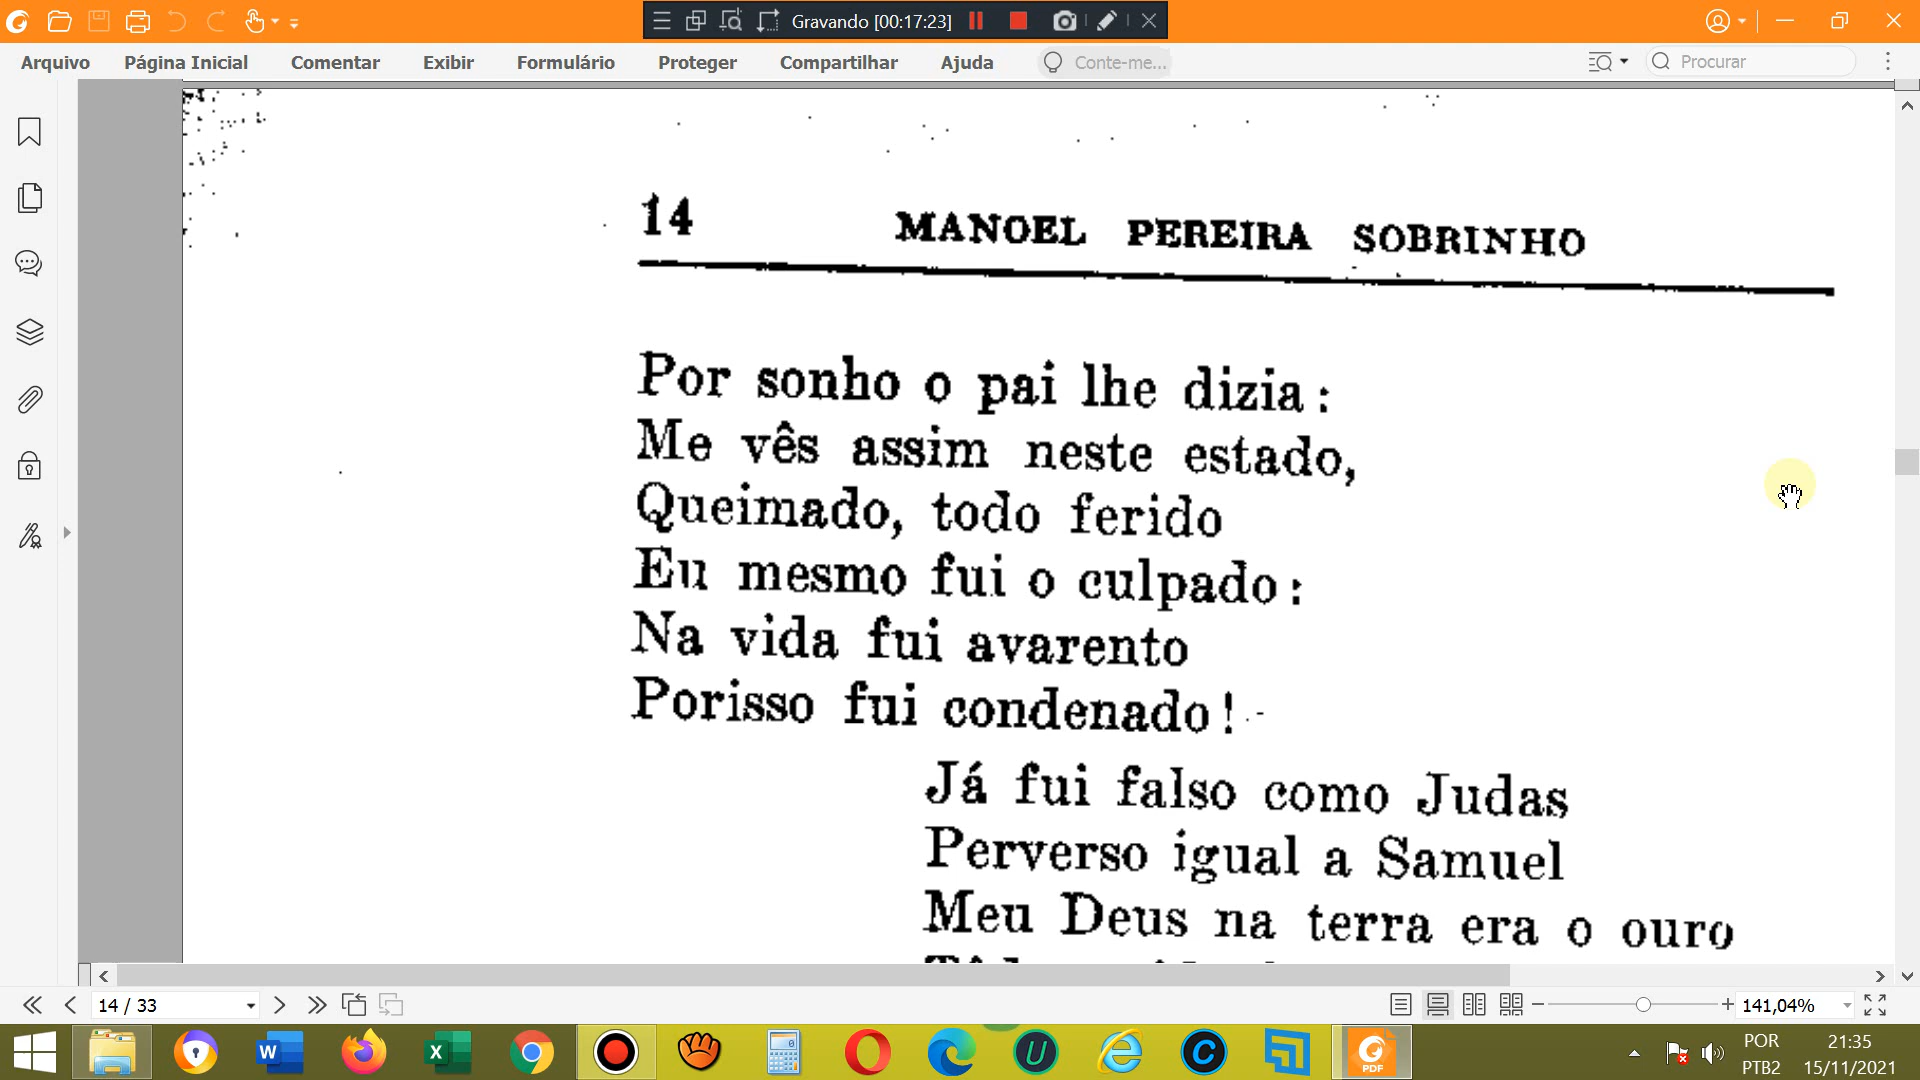 Gravando [00:17:23]
Arquivo Página Inicial Comentar Exibir Formulário Proteger Compartilhar Ajuda Conte-me... Procurar
14 MANOEL PEREIRA SOBRINHO
Por sonho o pai lhe dizia:
Me vês assim neste estado,
Queimado, todo ferido
Eu mesmo fui o culpado:
Na vida fui avarento
Porisso fui condenado!
Já fui falso como Judas
Perverso igual a Samuel
Meu Deus na terra era o ouro
14 / 33
141,04%
POR 21:35
PTB2 15/11/2021